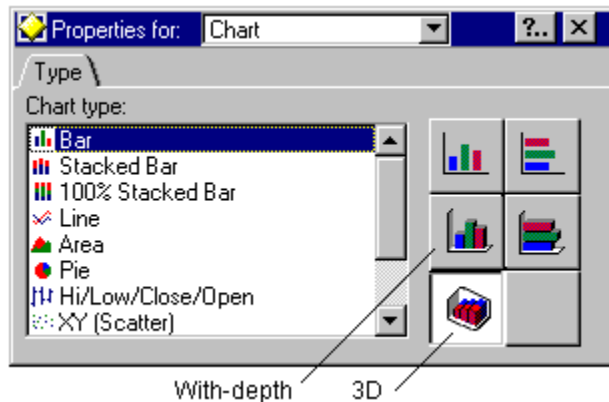 Properties for: Chart ?..
Type
Chart type:
Bar
Stacked Bar
100% Stacked Bar
Line
Area
Pie
Hi/Low/Close/Open
XY (Scatter)
With-depth 3D